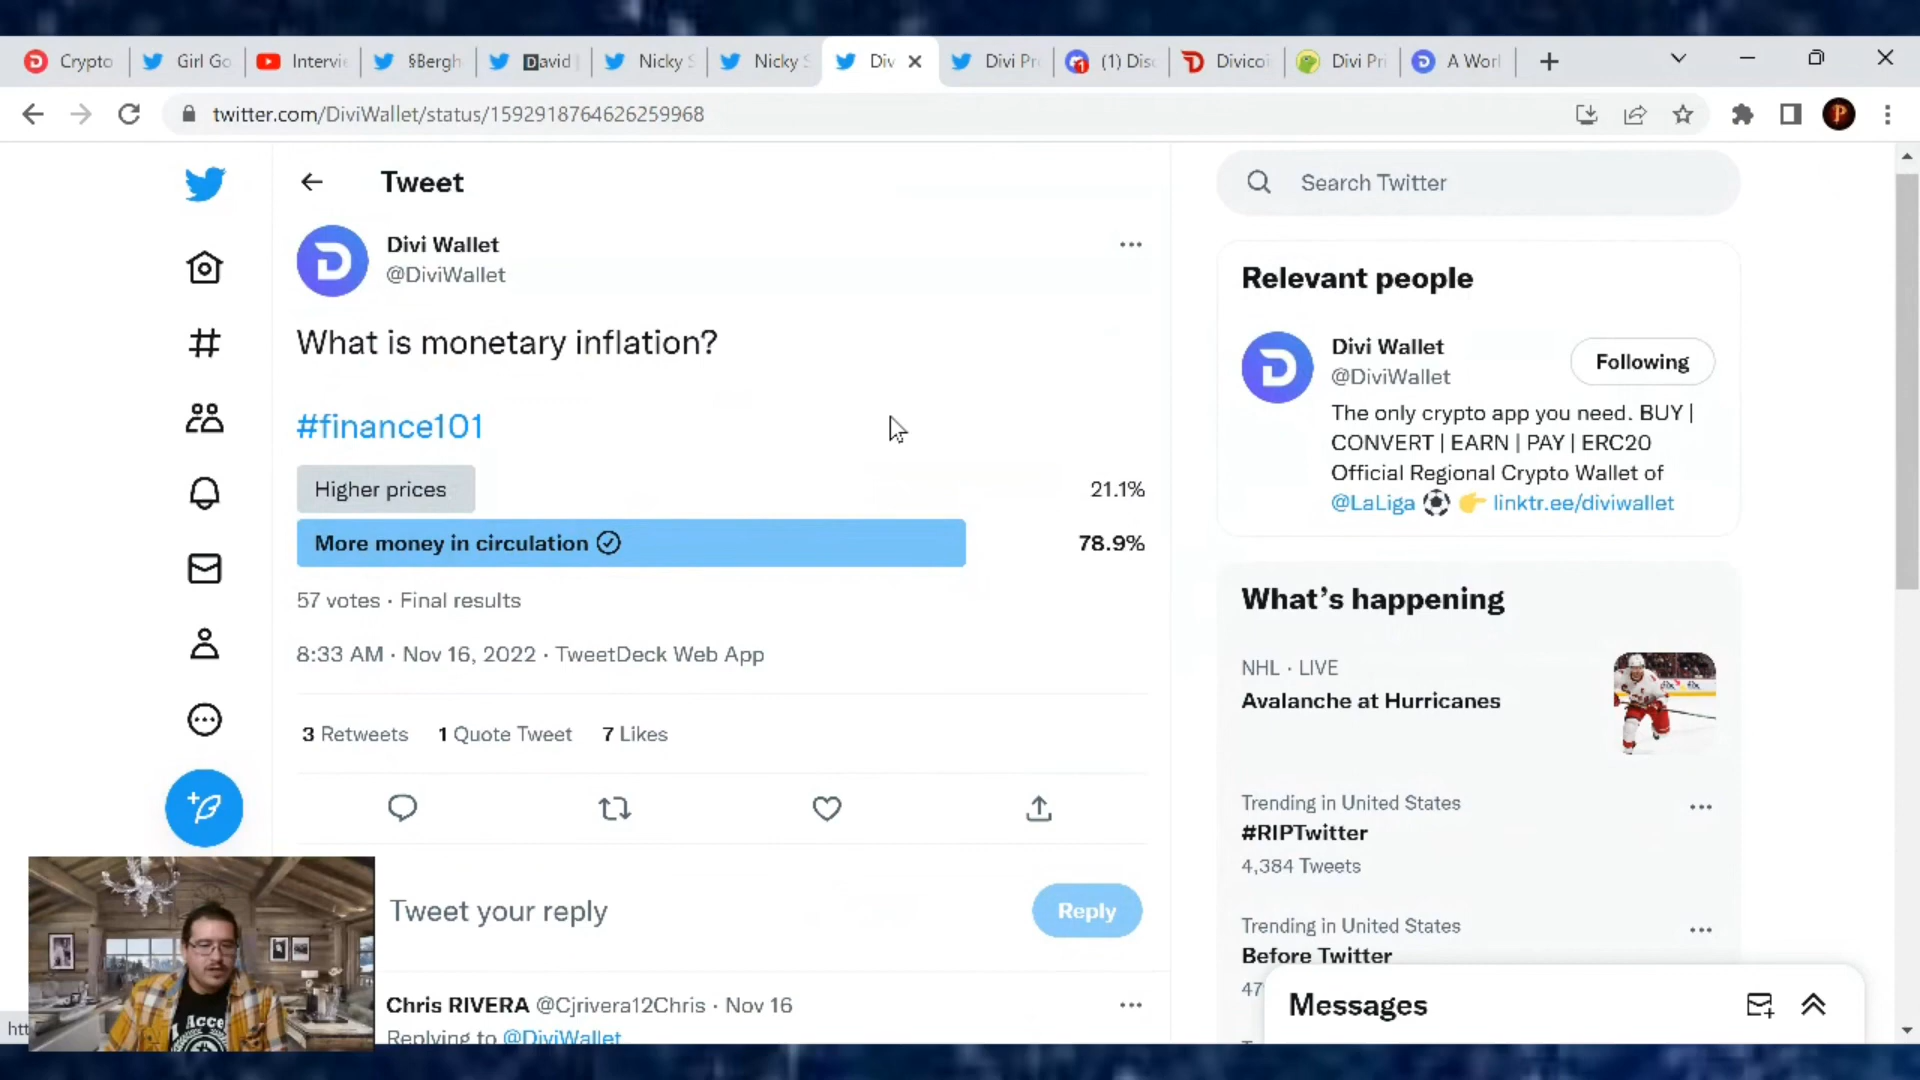 Crypto
Girl Go
Intervi
§Bergh
David
Nicky S
Nicky S
Div
Divi Pr
(1) Disc
Divicoi
Divi Pri
A Worl
twitter.com/DiviWallet/status/1592918764626259968
Tweet
Search Twitter
Divi Wallet
@DiviWallet
What is monetary inflation?
#finance101
Higher prices 21.1%
More money in circulation 78.9%
57 votes · Final results
8:33 AM · Nov 16, 2022 · TweetDeck Web App
3 Retweets 1 Quote Tweet 7 Likes
Tweet your reply
Reply
Chris RIVERA @Cjrivera12Chris · Nov 16
Replying to @DiviWallet
Relevant people
Divi Wallet
@DiviWallet
Following
The only crypto app you need. BUY |
CONVERT | EARN | PAY | ERC20
Official Regional Crypto Wallet of
@LaLiga ⚽ 👉 linktr.ee/diviwallet
What's happening
NHL · LIVE
Avalanche at Hurricanes
Trending in United States
#RIPTwitter
4,384 Tweets
Trending in United States
Before Twitter
47
Messages
htt